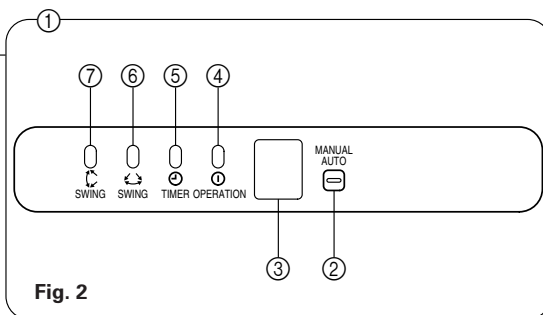 ①
⑦ ⑥ ⑤ ④
MANUAL
AUTO
SWING SWING TIMER OPERATION
③ ②
Fig. 2